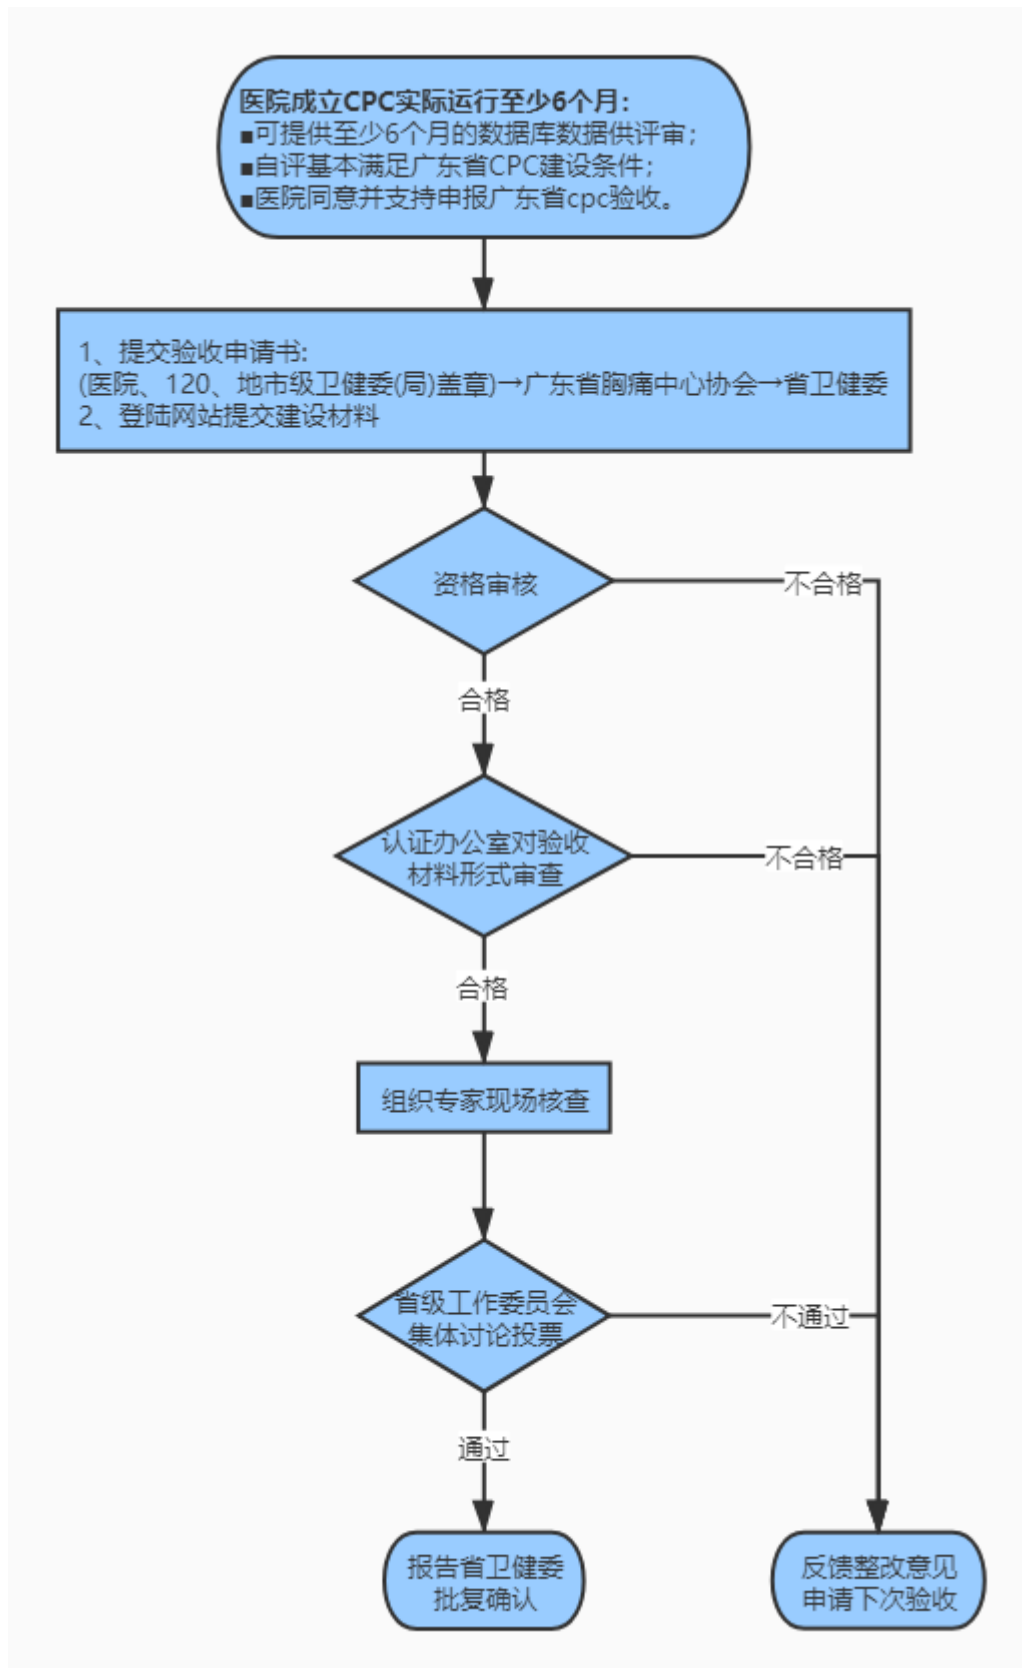 医院成立CPC实际运行至少6个月：
■可提供至少6个月的数据库数据供评审；
■自评基本满足广东省CPC建设条件；
■医院同意并支持申报广东省cpc验收。
1、提交验收申请书:
(医院、120、地市级卫健委(局)盖章)→广东省胸痛中心协会→省卫健委
2、登陆网站提交建设材料
资格审核
不合格
合格
认证办公室对验收
材料形式审查
不合格
合格
组织专家现场核查
省级工作委员会
集体讨论投票
不通过
通过
报告省卫健委
批复确认
反馈整改意见
申请下次验收